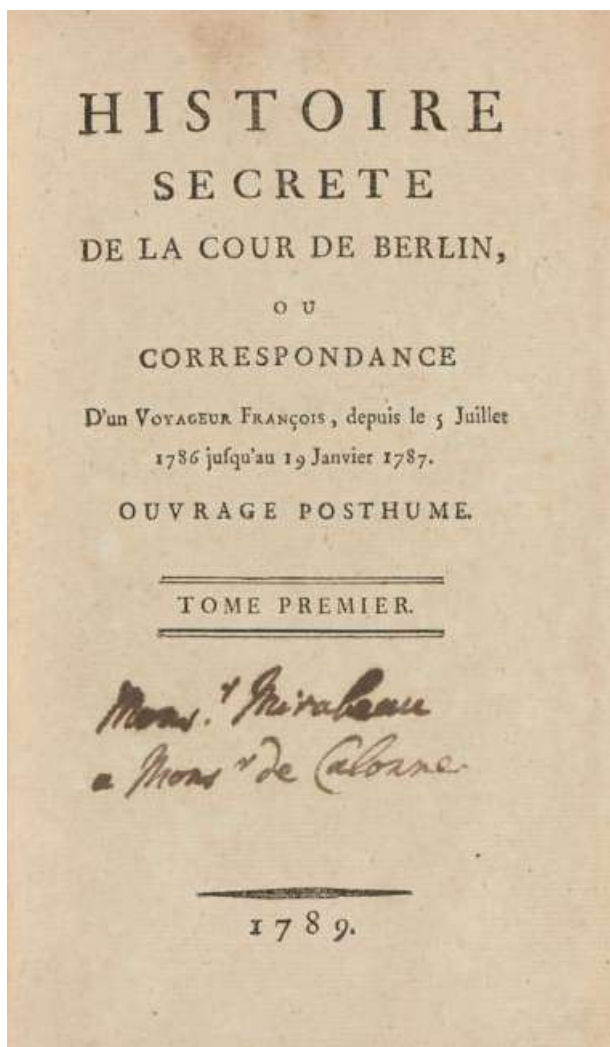 HISTOIRE
SECRETE
DE LA COUR DE BERLIN,
OU
CORRESPONDANCE
D'un VOYAGEUR FRANÇOIS, depuis le 5 Juillet
1786 juſqu'au 19 Janvier 1787.
OUVRAGE POSTHUME.
TOME PREMIER.
Mons.r Mirabeau
a Mons r de Calonne.
1789.